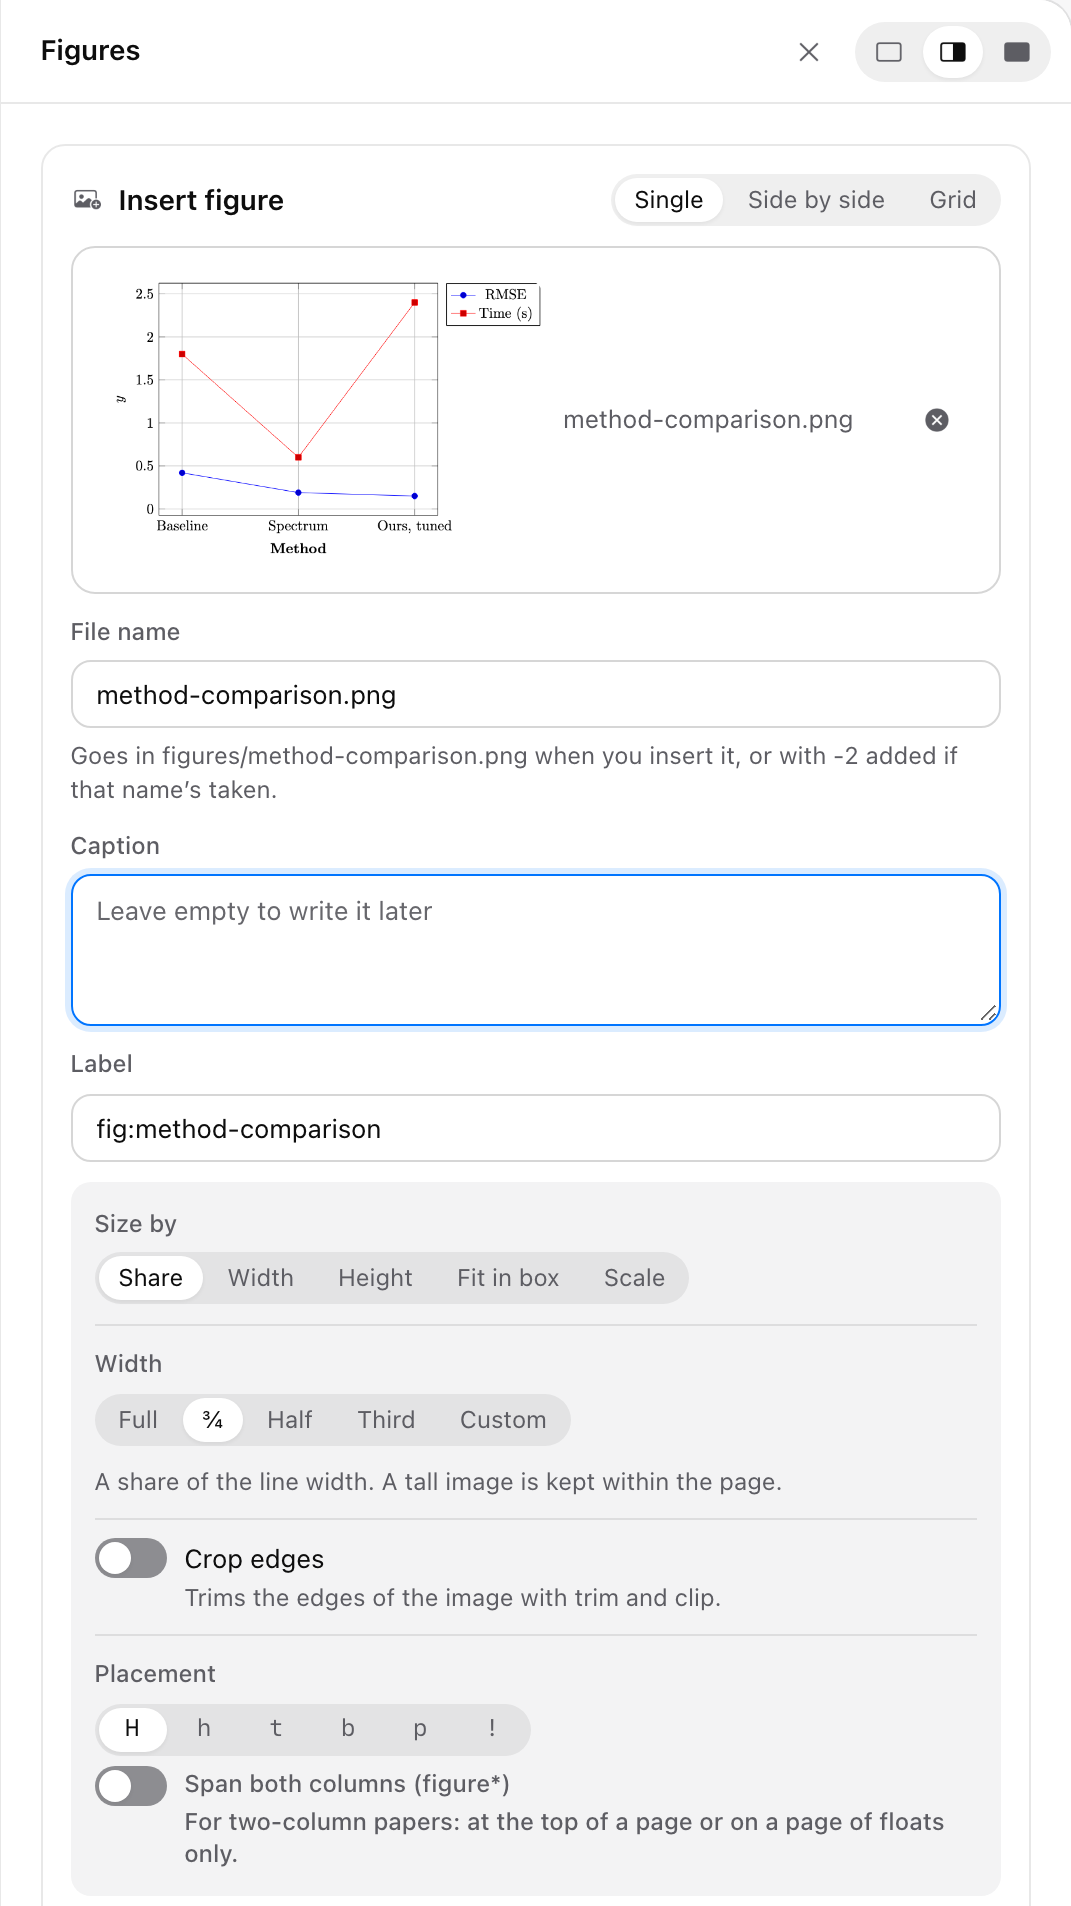 Figures
Insert figure
Single Side by side Grid
2.5
2
1.5
1
0.5
0
y
Baseline Spectrum Ours, tuned
Method
RMSE
Time (s)
method-comparison.png
File name
method-comparison.png
Goes in figures/method-comparison.png when you insert it, or with -2 added if
that name’s taken.
Caption
Leave empty to write it later
Label
fig:method-comparison
Size by
Share Width Height Fit in box Scale
Width
Full ¾ Half Third Custom
A share of the line width. A tall image is kept within the page.
Crop edges
Trims the edges of the image with trim and clip.
Placement
H h t b p !
Span both columns (figure*)
For two-column papers: at the top of a page or on a page of floats
only.